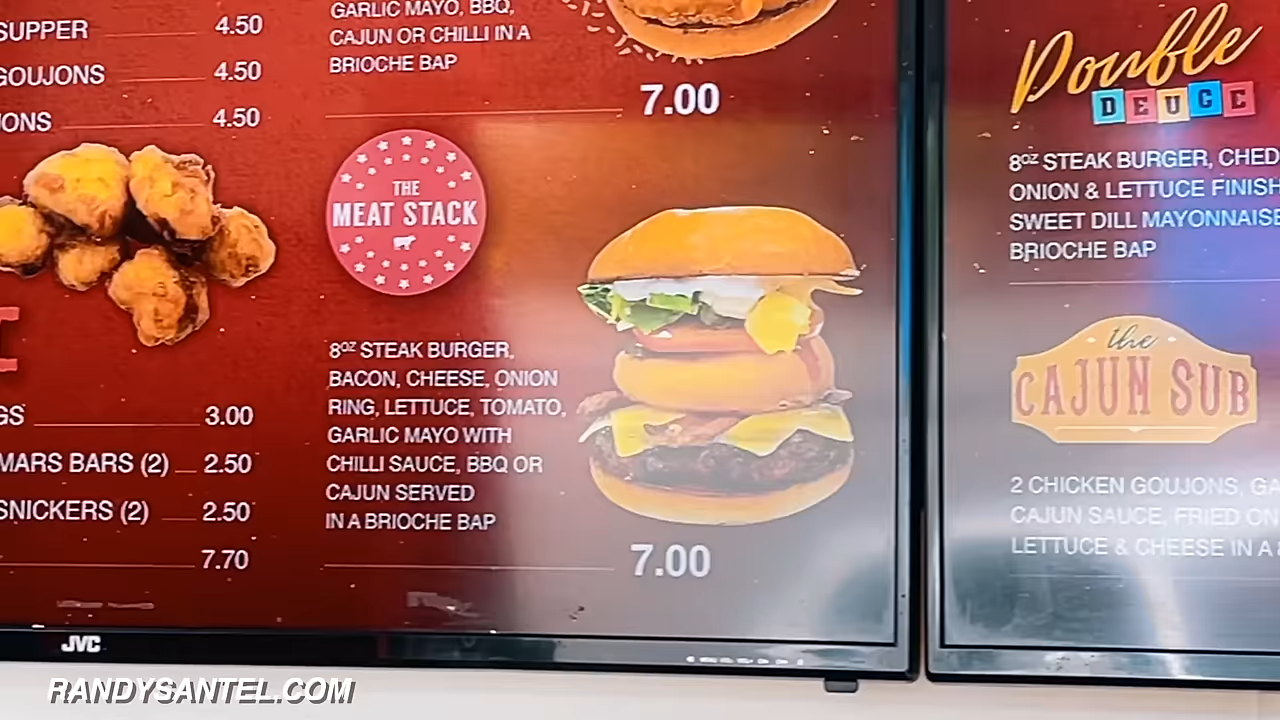 SUPPER 4.50
GOUJONS 4.50
4.50
3.00
MARS BARS (2) 2.50
SNICKERS (2) 2.50
7.70
GARLIC MAYO, BBQ,
CAJUN OR CHILLI IN A
BRIOCHE BAP
7.00
THE
MEAT STACK
8OZ STEAK BURGER,
BACON, CHEESE, ONION
RING, LETTUCE, TOMATO,
GARLIC MAYO WITH
CHILLI SAUCE, BBQ OR
CAJUN SERVED
IN A BRIOCHE BAP
7.00
Double
DEUCE
8OZ STEAK BURGER, CHED
ONION & LETTUCE FINISH
SWEET DILL MAYONNAISE
BRIOCHE BAP
the
CAJUN SUB
2 CHICKEN GOUJONS, GA
CAJUN SAUCE, FRIED ON
LETTUCE & CHEESE IN A
JVC
RANDYSANTEL.COM